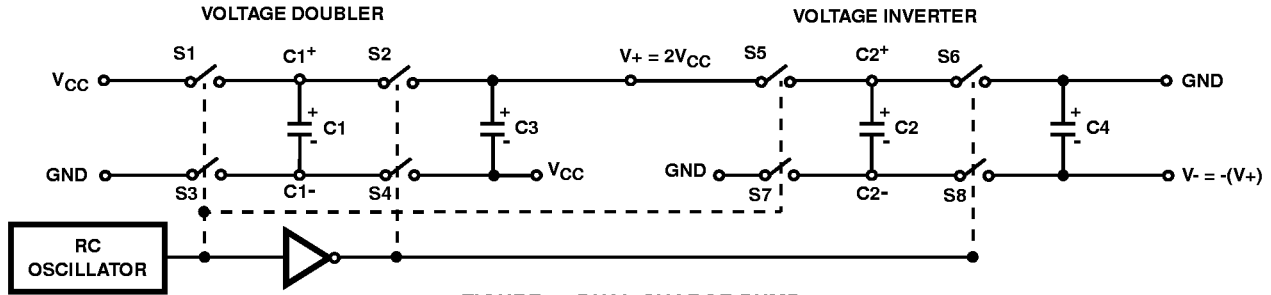 VOLTAGE DOUBLER
VOLTAGE INVERTER
S1
C1+
S2
V+ = 2VCC
S5
C2+
S6
VCC
GND
+
C1
-
+
C3
-
+
C2
-
+
C4
-
GND
VCC
GND
V- = -(V+)
S3
C1-
S4
S7
C2-
S8
RC
OSCILLATOR